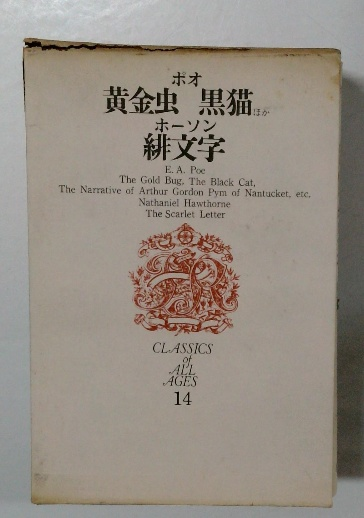 ポオ
黄金虫 黒猫ほか
ホーソン
緋文字
E. A. Poe
The Gold Bug, The Black Cat,
The Narrative of Arthur Gordon Pym of Nantucket, etc.
Nathaniel Hawthorne
The Scarlet Letter
CLASSICS
of
ALL
AGES
14